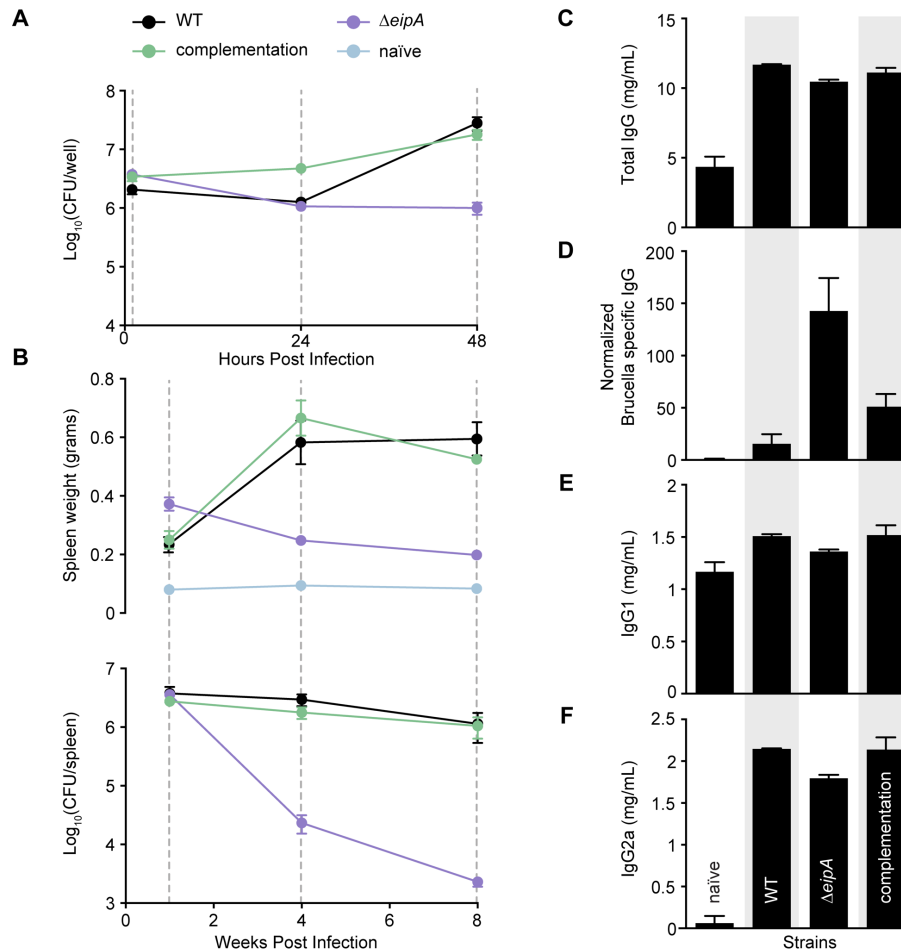 A
WT
ΔeipA
complementation
naïve
Log10(CFU/well)
8
7
6
5
4
0
24
48
Hours Post Infection
B
Spleen weight (grams)
0.8
0.6
0.4
0.2
0
Log10(CFU/spleen)
7
6
5
4
3
0
2
4
6
8
Weeks Post Infection
C
Total IgG (mg/mL)
15
10
5
0
D
Normalized
Brucella specific IgG
200
150
100
50
0
E
IgG1 (mg/mL)
2
1.5
1
0.5
0
F
IgG2a (mg/mL)
2.5
2
1.5
1
0.5
0
naïve
WT
ΔeipA
complementation
Strains